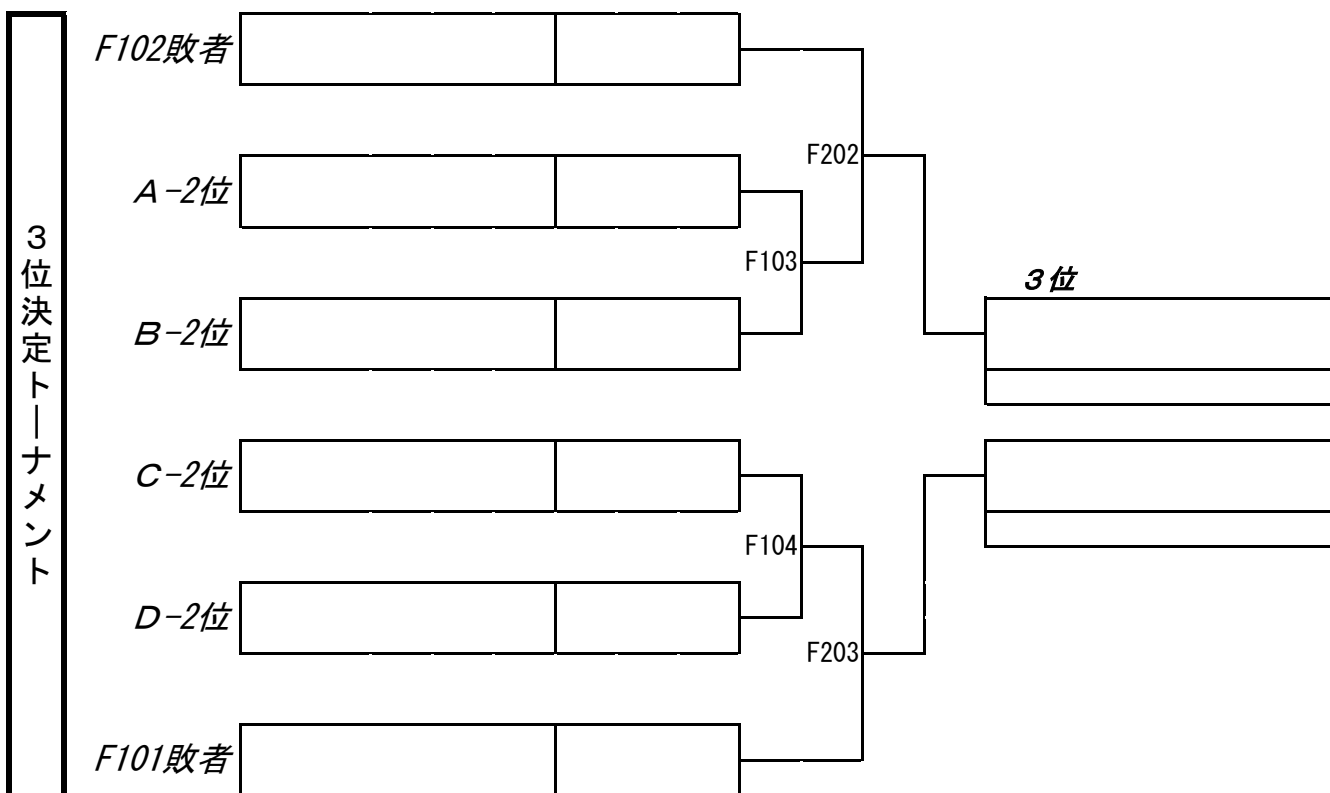 3位決定トーナメント
F102敗者
A-2位
B-2位
C-2位
D-2位
F101敗者
F103
F104
F202
F203
3位